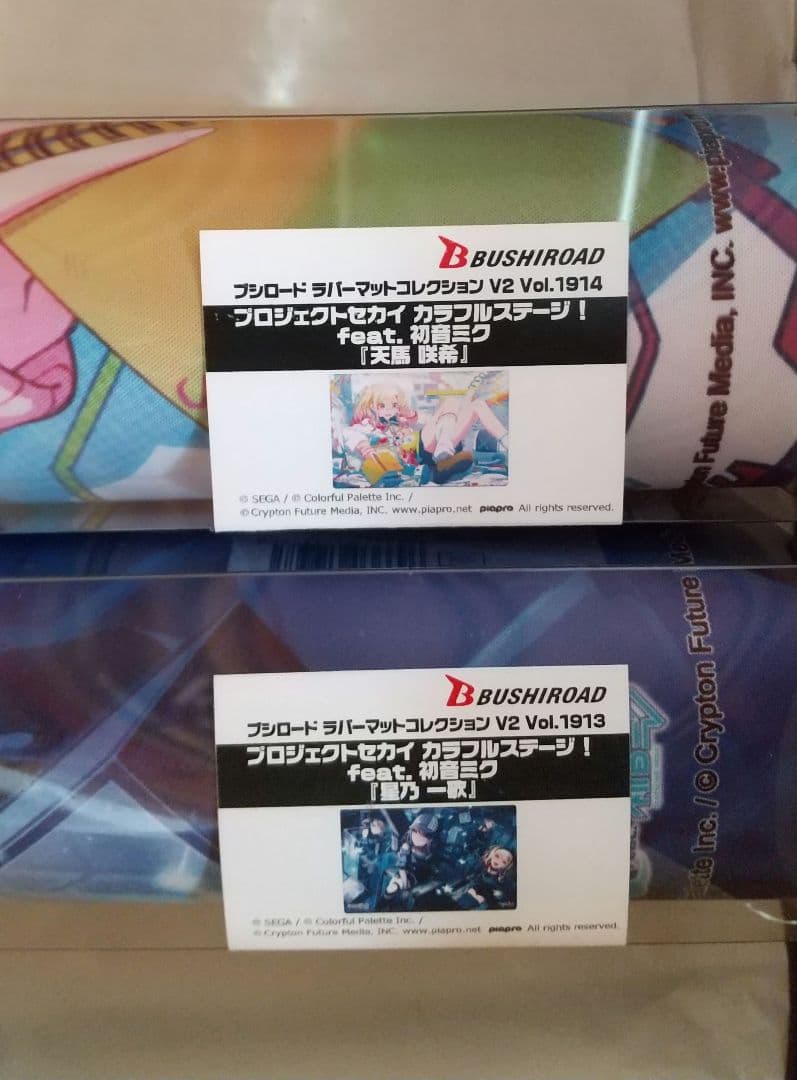 BUSHIROAD
ブシロード ラバーマットコレクション V2 Vol.1914
プロジェクトセカイ カラフルステージ！
feat. 初音ミク
『天馬 咲希』
© SEGA / © Colorful Palette Inc. /
© Crypton Future Media, INC. www.piapro.net piapro All rights reserved.
Future Media, INC. www.piapro
BUSHIROAD
ブシロード ラバーマットコレクション V2 Vol.1913
プロジェクトセカイ カラフルステージ！
feat. 初音ミク
『星乃 一歌』
© SEGA / © Colorful Palette Inc. /
© Crypton Future Media, INC. www.piapro.net piapro All rights reserved.
Inc. / © Crypton Future